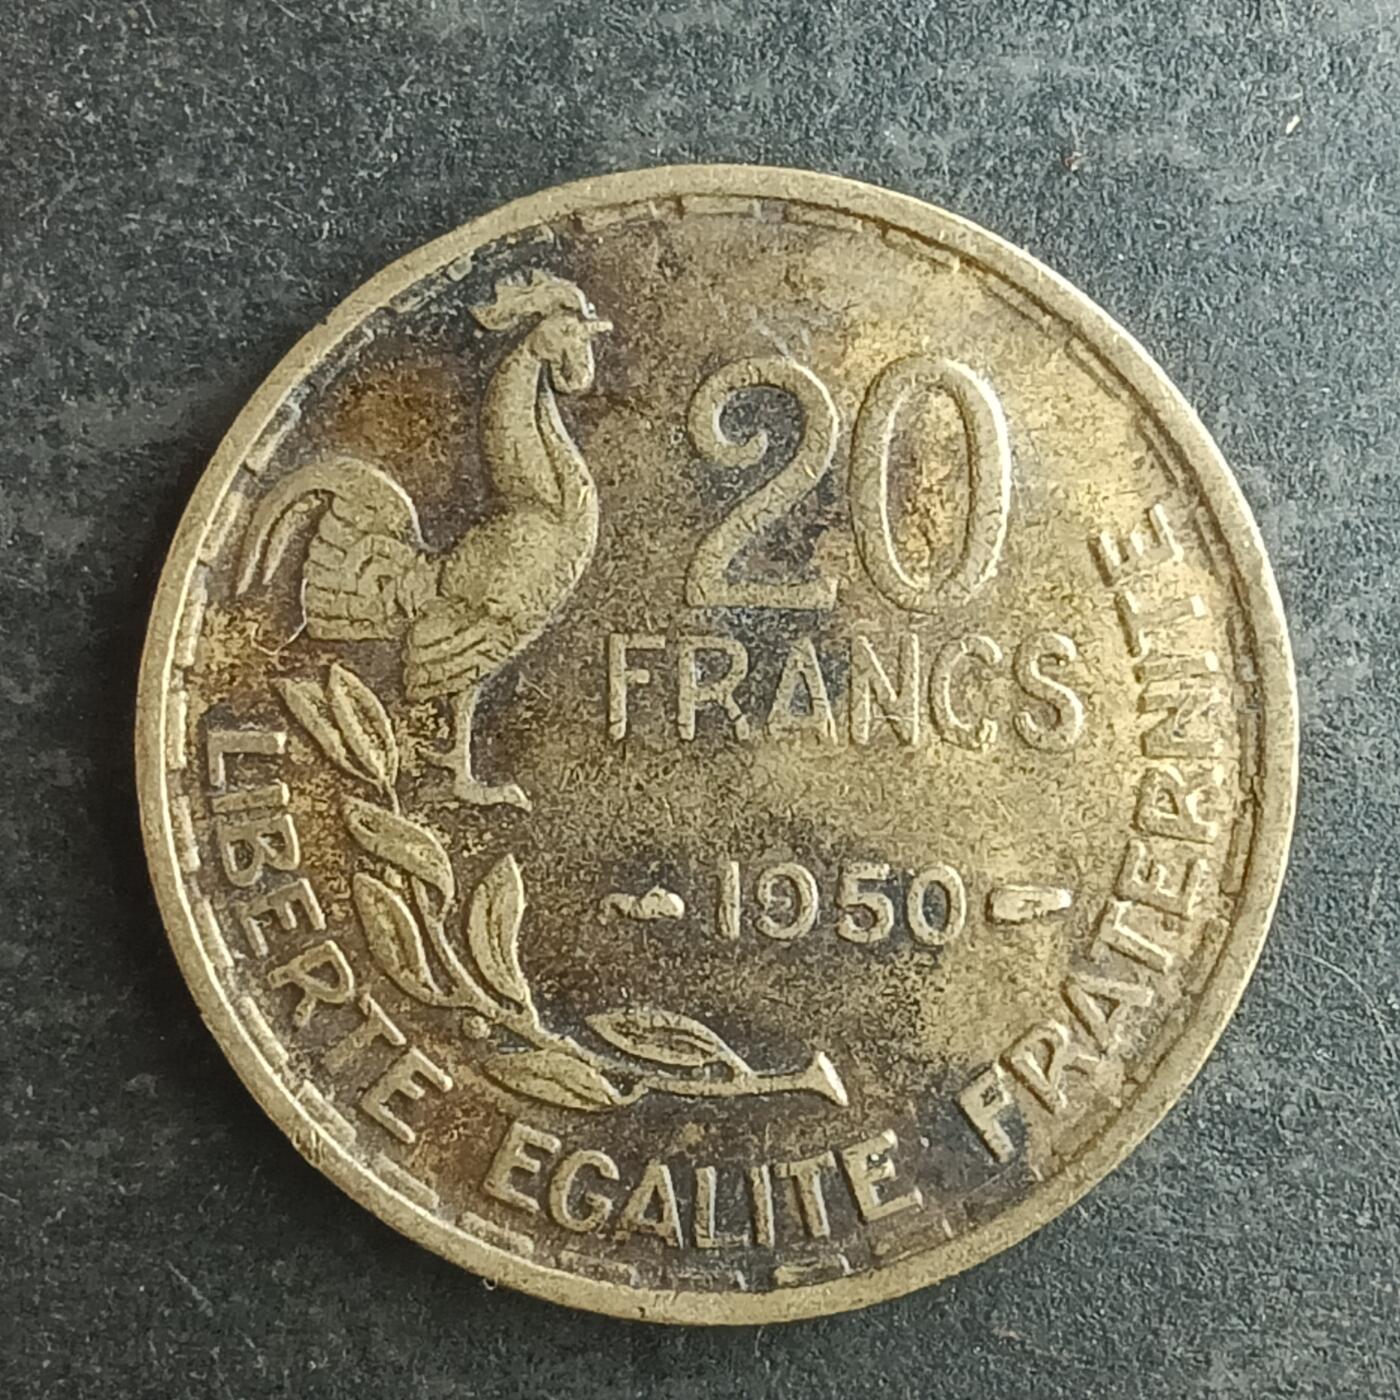 20
FRANCS
1950
LIBERTE EGALITE FRATERNITE